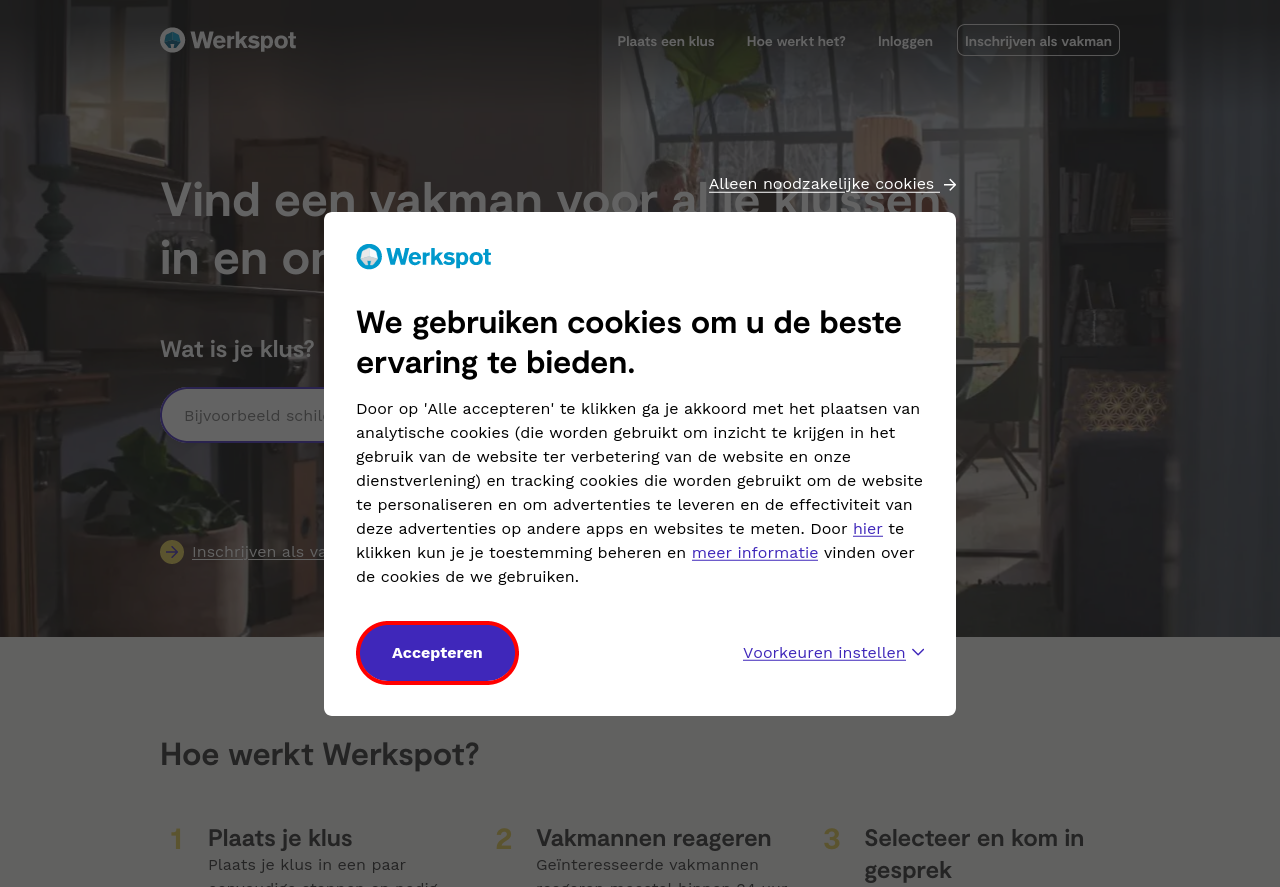 Werkspot
Plaats een klus
Hoe werkt het?
Inloggen
Inschrijven als vakman
Alleen noodzakelijke cookies
Vind een vakman voor al je klussen
in en o
Werkspot
We gebruiken cookies om u de beste
ervaring te bieden.
Wat is je klus?
Bijvoorbeeld schil
Door op 'Alle accepteren' te klikken ga je akkoord met het plaatsen van
analytische cookies (die worden gebruikt om inzicht te krijgen in het
gebruik van de website ter verbetering van de website en onze
dienstverlening) en tracking cookies die worden gebruikt om de website
te personaliseren en om advertenties te leveren en de effectiviteit van
deze advertenties op andere apps en websites te meten. Door hier te
klikken kun je je toestemming beheren en meer informatie vinden over
de cookies de we gebruiken.
Inschrijven als va
Accepteren
Voorkeuren instellen
Hoe werkt Werkspot?
1 Plaats je klus
Plaats je klus in een paar
2 Vakmannen reageren
Geïnteresseerde vakmannen
3 Selecteer en kom in
gesprek